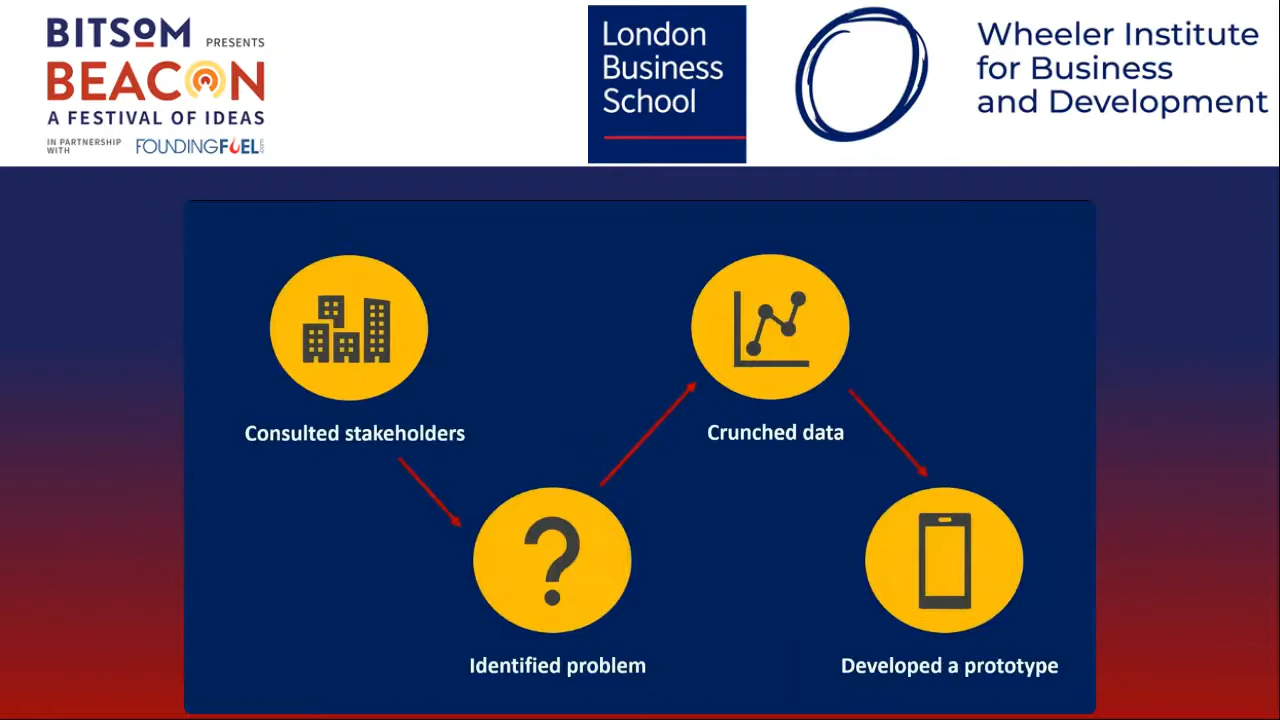 BITSOM PRESENTS
BEACON
A FESTIVAL OF IDEAS
IN PARTNERSHIP
WITH
FOUNDINGFUEL.com
London
Business
School
Wheeler Institute
for Business
and Development
Consulted stakeholders
Crunched data
?
Identified problem
Developed a prototype